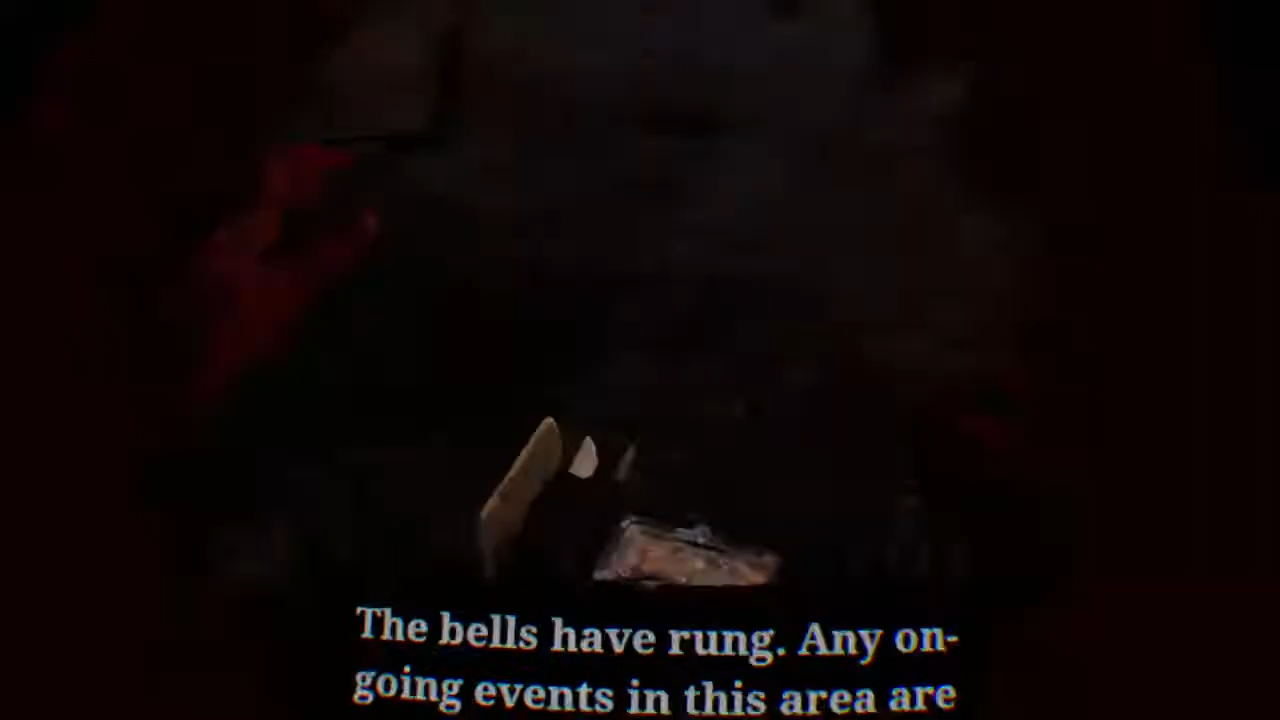 The bells have rung. Any on-
going events in this area are